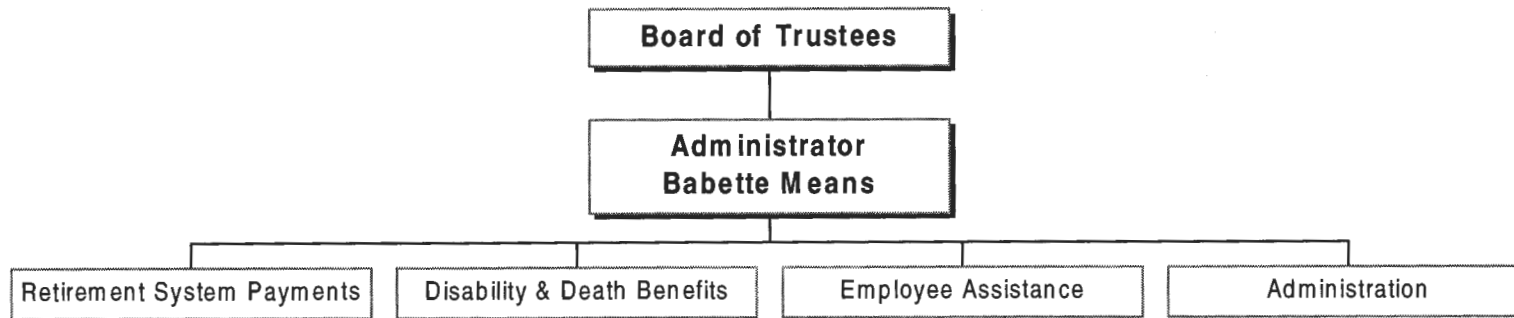 Board of Trustees
Administrator
Babette Means
Retirement System Payments
Disability & Death Benefits
Employee Assistance
Administration